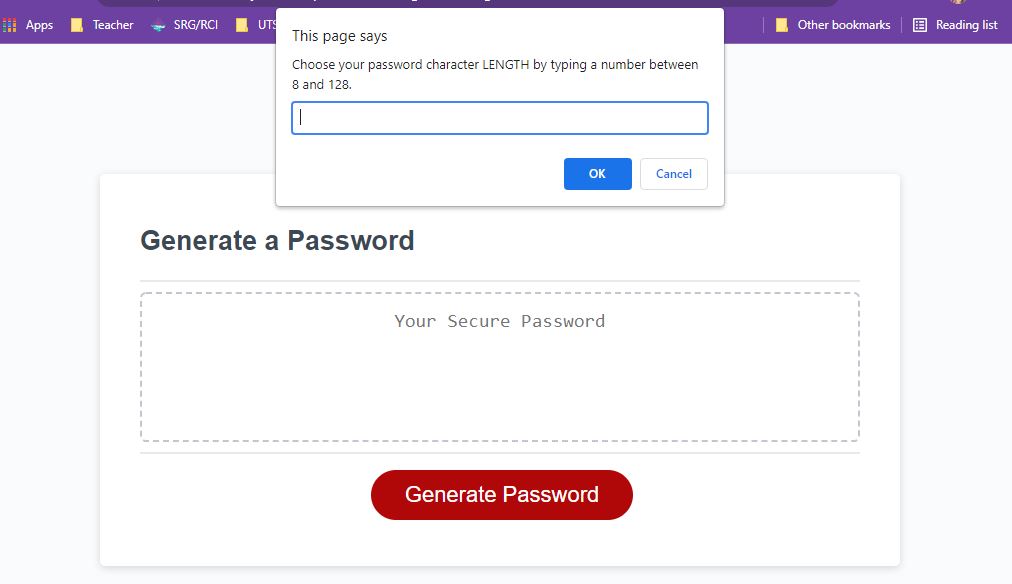 Apps Teacher SRG/RCI UTS Other bookmarks Reading list
This page says
Choose your password character LENGTH by typing a number between
8 and 128.
OK Cancel
Generate a Password
Your Secure Password
Generate Password